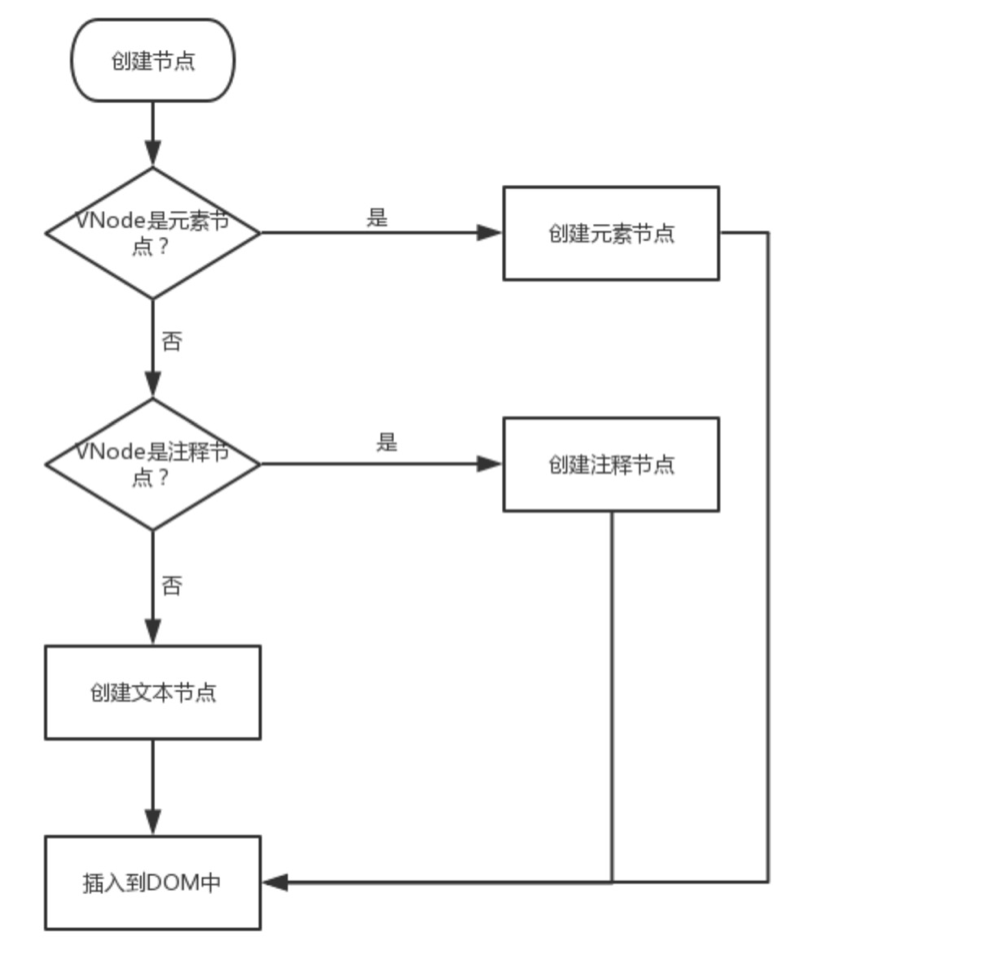 创建节点
VNode是元素节
点？
是
创建元素节点
否
VNode是注释节
点？
是
创建注释节点
否
创建文本节点
插入到DOM中